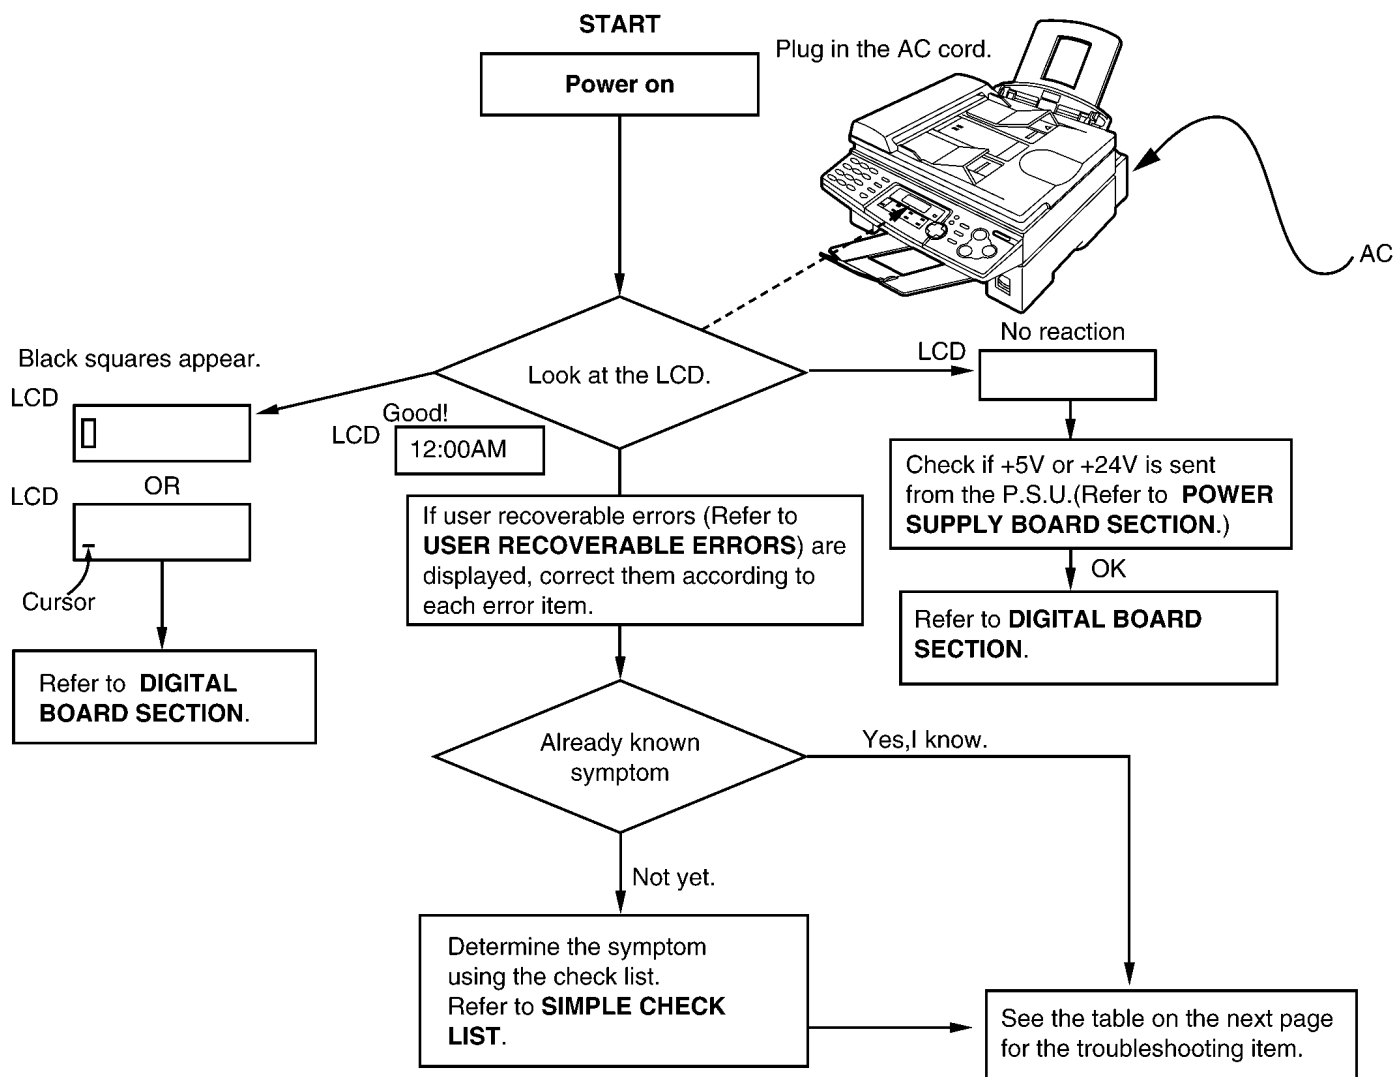 START
Power on
Plug in the AC cord.
AC
Look at the LCD.
Black squares appear.
LCD
OR
LCD
Cursor
Refer to DIGITAL
BOARD SECTION.
Good!
LCD
12:00AM
If user recoverable errors (Refer to
USER RECOVERABLE ERRORS) are
displayed, correct them according to
each error item.
No reaction
LCD
Check if +5V or +24V is sent
from the P.S.U.(Refer to POWER
SUPPLY BOARD SECTION.)
OK
Refer to DIGITAL BOARD
SECTION.
Already known
symptom
Yes,I know.
Not yet.
Determine the symptom
using the check list.
Refer to SIMPLE CHECK
LIST.
See the table on the next page
for the troubleshooting item.